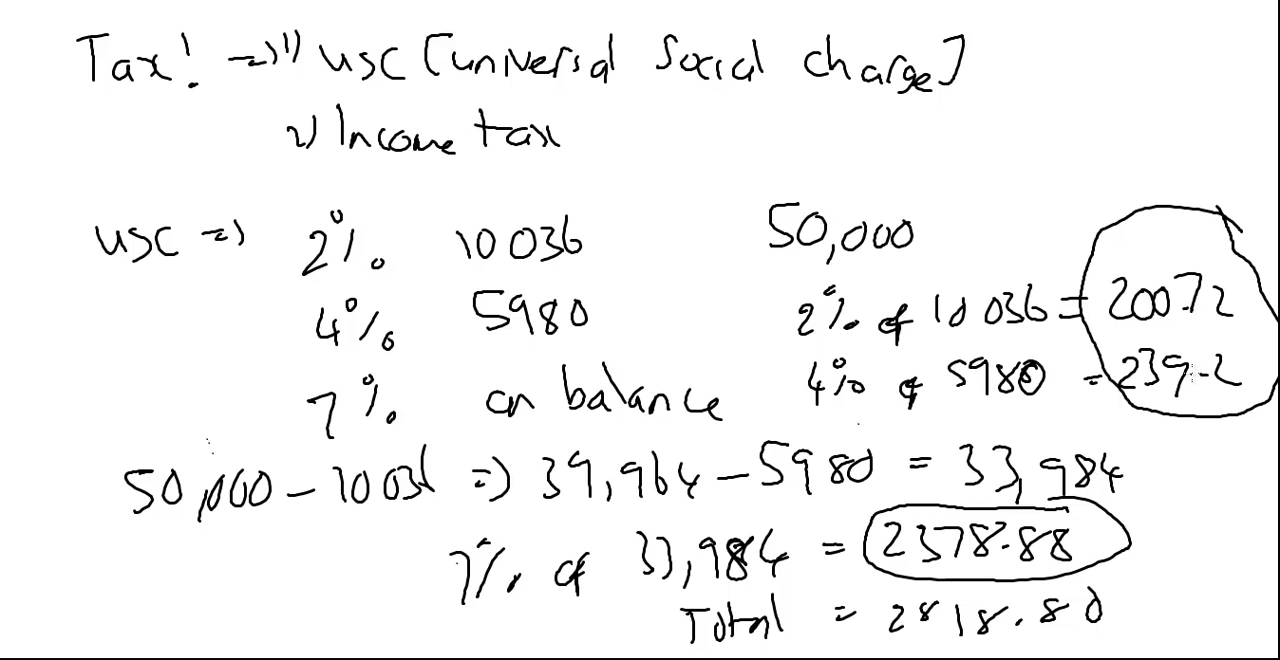 Tax! => 1) USC [Universal Social charge]
2) Income tax
USC => 2% 10036 50,000
4% 5980 2% of 10036 = 200.72
7% on balance 4% of 5980 = 239.2
50,000 - 10036 => 39,964 - 5980 = 33,984
7% of 33,984 = 2378.88
Total = 2818.80